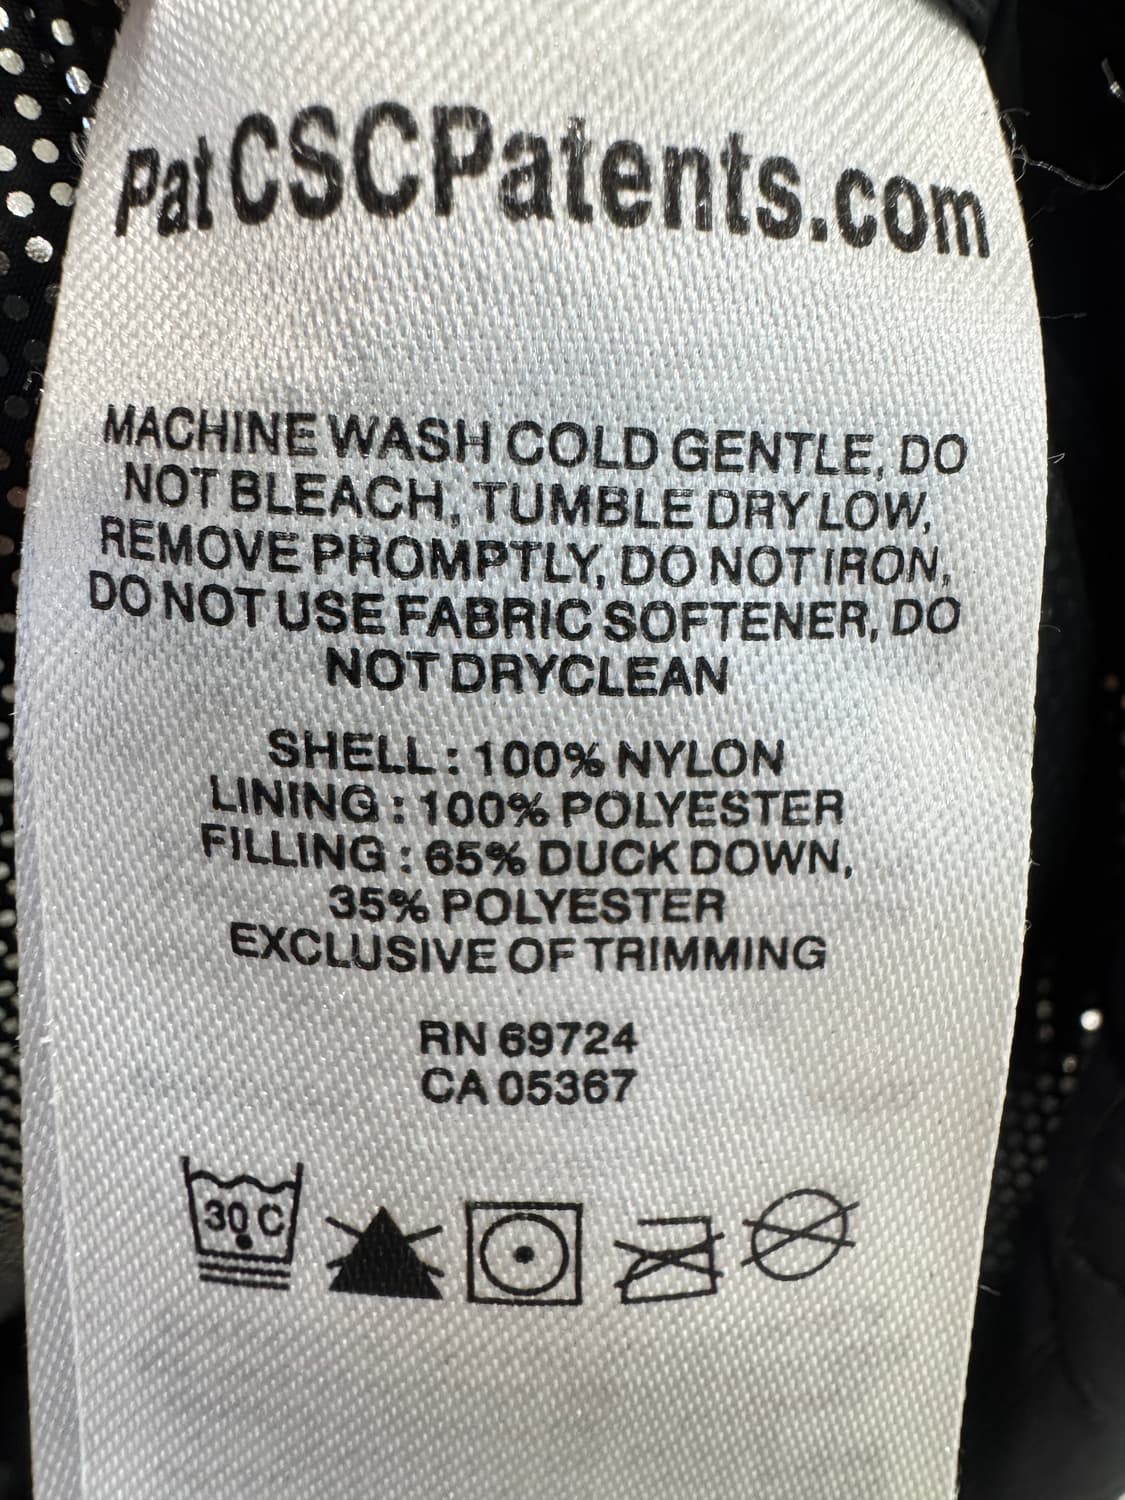 Pat CSCPatents.com
MACHINE WASH COLD GENTLE, DO
NOT BLEACH, TUMBLE DRY LOW,
REMOVE PROMPTLY, DO NOT IRON,
DO NOT USE FABRIC SOFTENER, DO
NOT DRYCLEAN
SHELL : 100% NYLON
LINING : 100% POLYESTER
FILLING : 65% DUCK DOWN,
35% POLYESTER
EXCLUSIVE OF TRIMMING
RN 69724
CA 05367
30 C